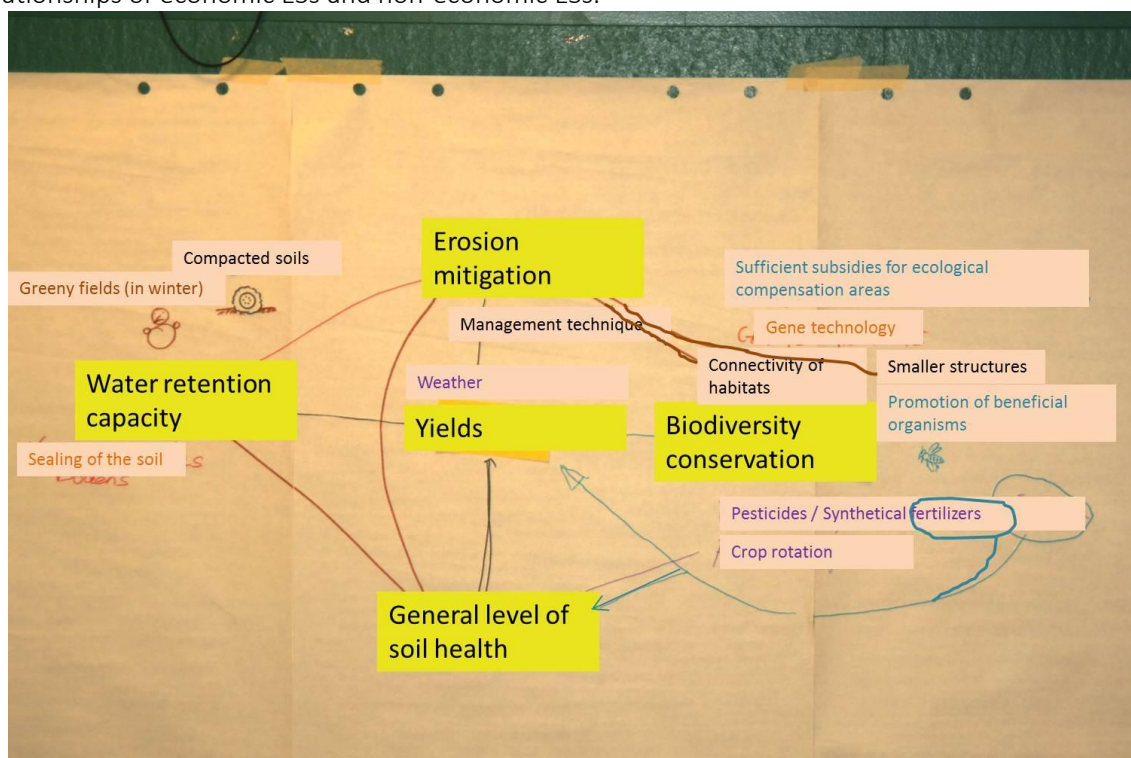 ationships of economic ESs and non-economic ESs.
Erosion
mitigation
Compacted soils
Sufficient subsidies for ecological
compensation areas
Greeny fields (in winter)
Management technique
Gene technology
Connectivity of
habitats
Smaller structures
Water retention
capacity
Weather
Promotion of beneficial
organisms
Yields
Biodiversity
conservation
Sealing of the soil
Pesticides / Synthetical fertilizers
Crop rotation
General level of
soil health